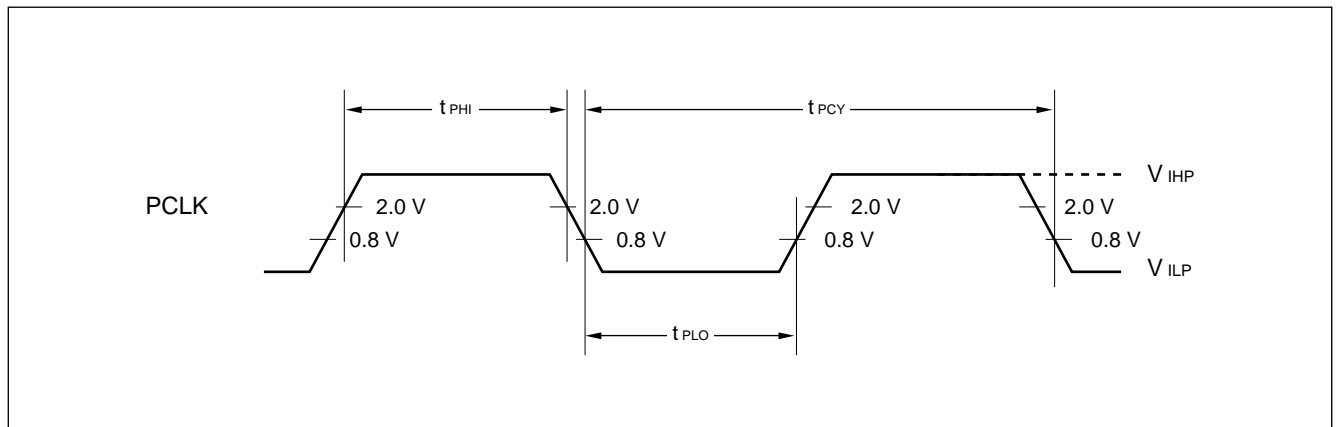 t PHI
t PCY
V IHP
PCLK
2.0 V
2.0 V
2.0 V
2.0 V
0.8 V
0.8 V
0.8 V
0.8 V
V ILP
t PLO